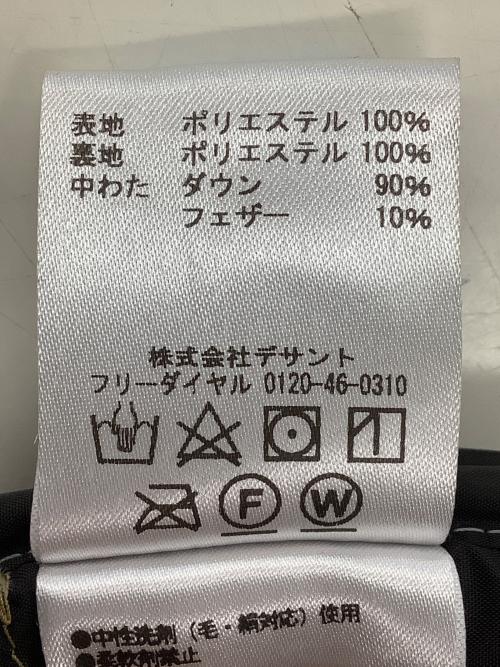 表地 ポリエステル 100%
裏地 ポリエステル 100%
中わた ダウン 90%
フェザー 10%
株式会社デサント
フリーダイヤル 0120-46-0310
F W
●中性洗剤（毛・絹対応）使用
●柔軟剤禁止